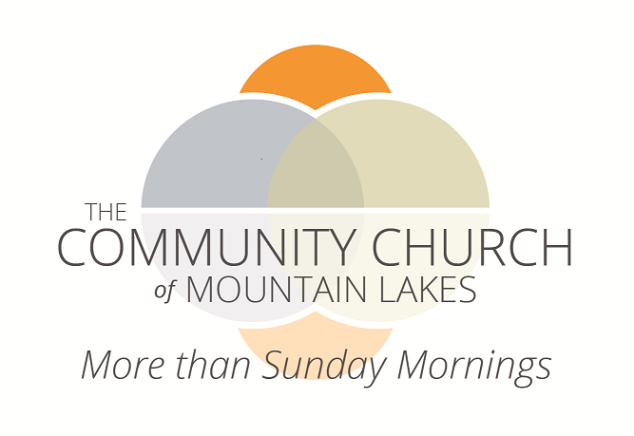 THE
COMMUNITY CHURCH
of MOUNTAIN LAKES
More than Sunday Mornings